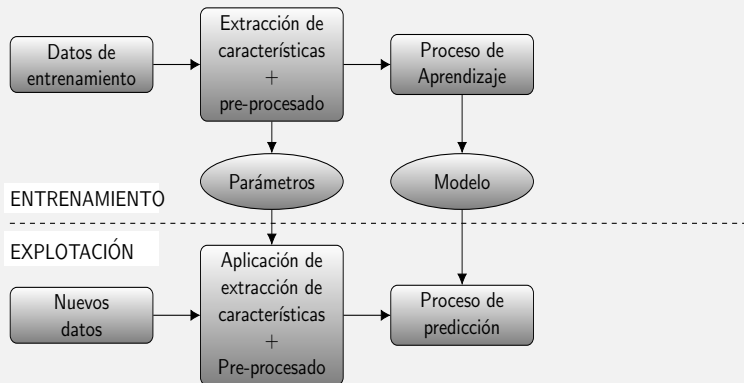 Datos de
entrenamiento
Extracción de
características
+
pre-procesado
Proceso de
Aprendizaje
Parámetros
Modelo
ENTRENAMIENTO
EXPLOTACIÓN
Nuevos
datos
Aplicación de
extracción de
características
+
Pre-procesado
Proceso de
predicción